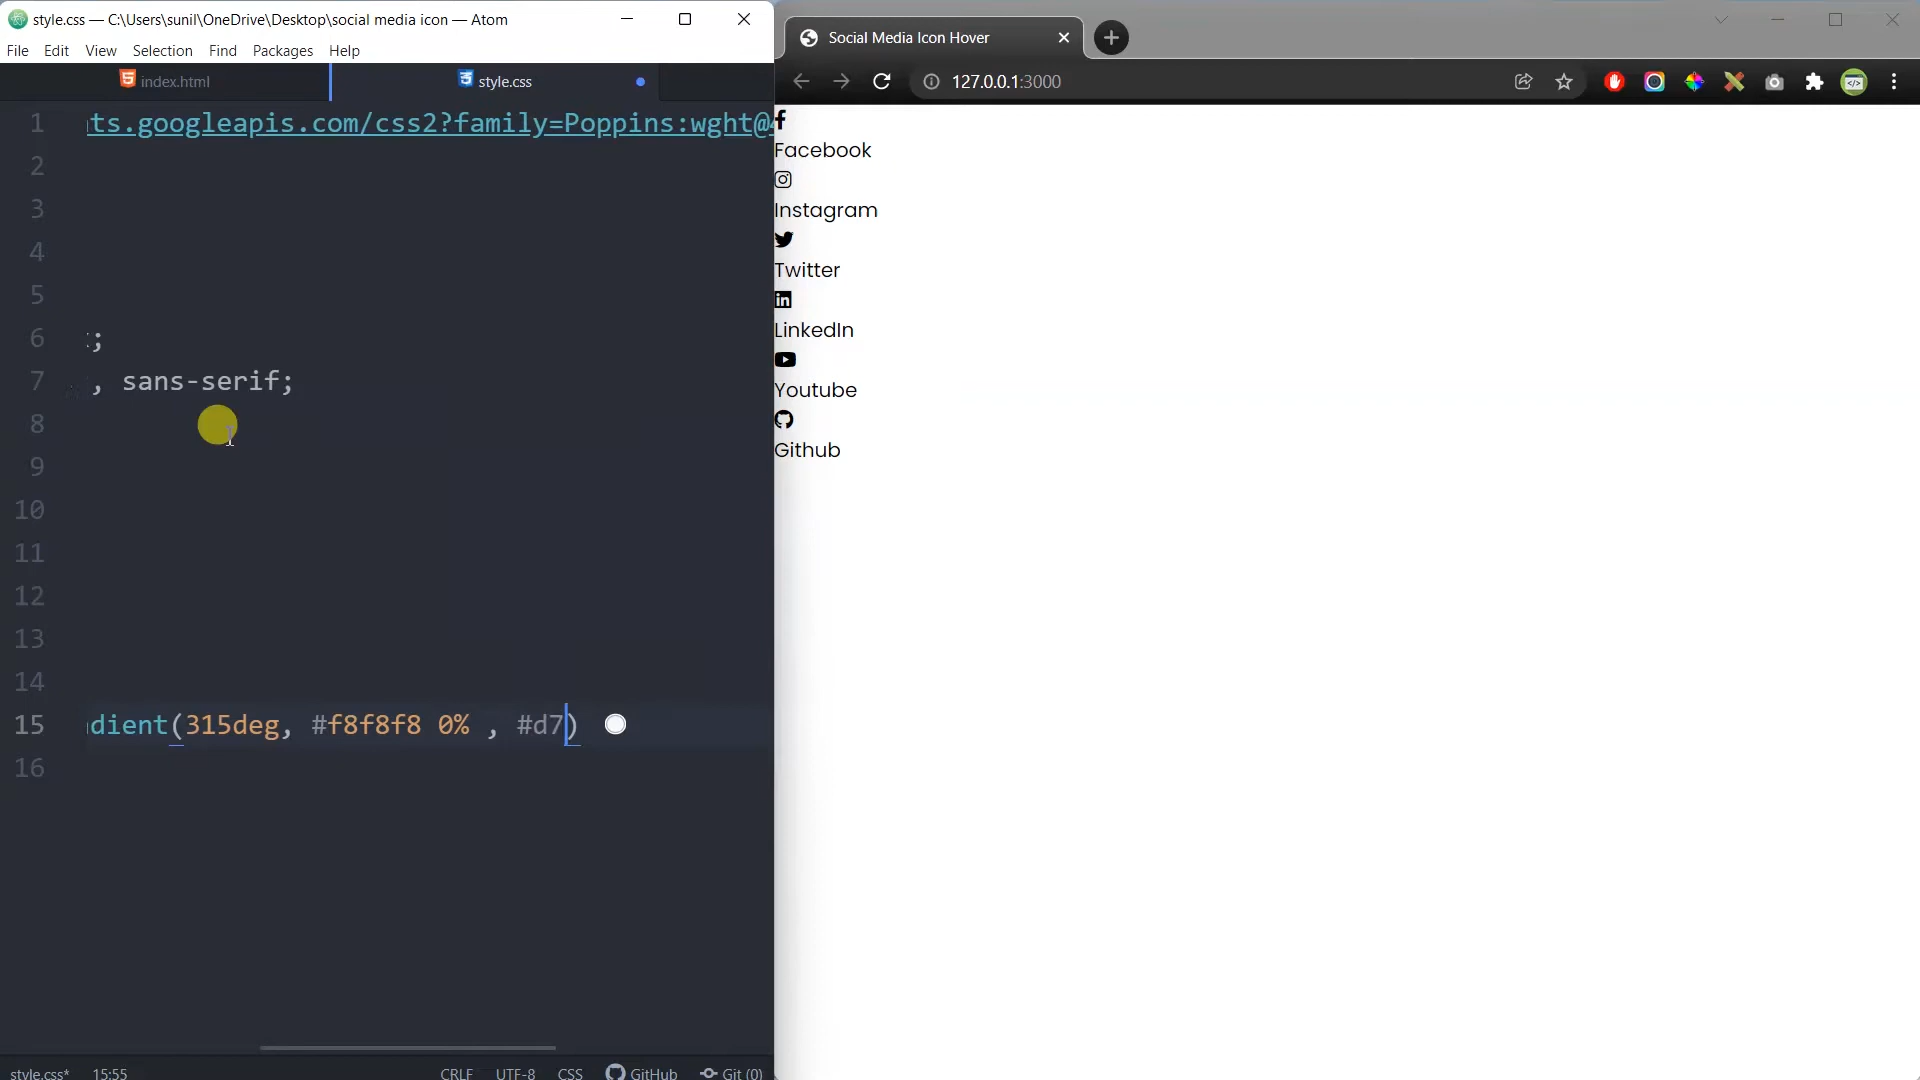 style.css — C:\Users\sunil\OneDrive\Desktop\social media icon — Atom
File Edit View Selection Find Packages Help
index.html
style.css
1 ts.googleapis.com/css2?family=Poppins:wght@4
2
3
4
5
6 ;
7 , sans-serif;
8
9
10
11
12
13
14
15 dient(315deg, #f8f8f8 0% , #d7)
16
style.css* 15:55 CRLF UTF-8 CSS GitHub Git (0)
Social Media Icon Hover
127.0.0.1:3000
Facebook
Instagram
Twitter
LinkedIn
Youtube
Github